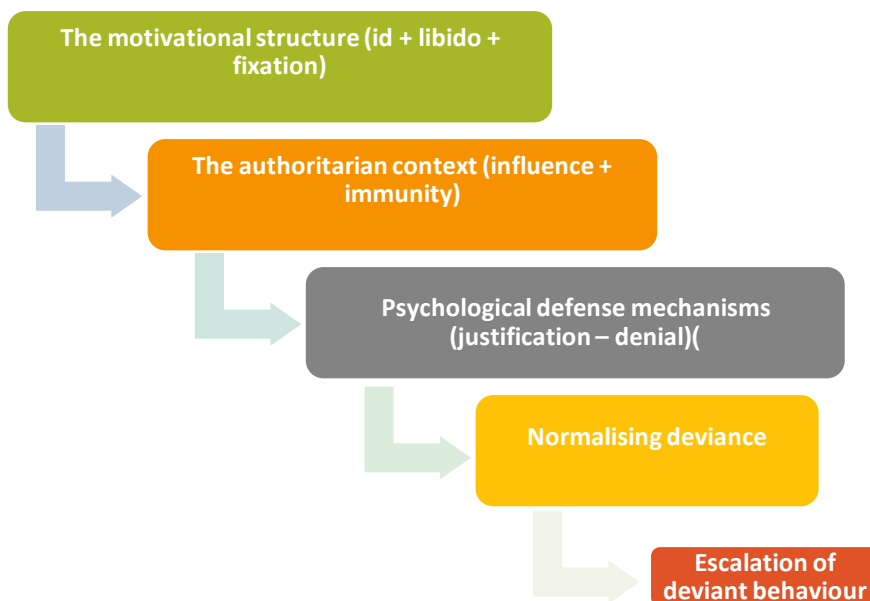 The motivational structure (id + libido +
fixation)
The authoritarian context (influence +
immunity)
Psychological defense mechanisms
(justification – denial)(
Normalising deviance
Escalation of
deviant behaviour